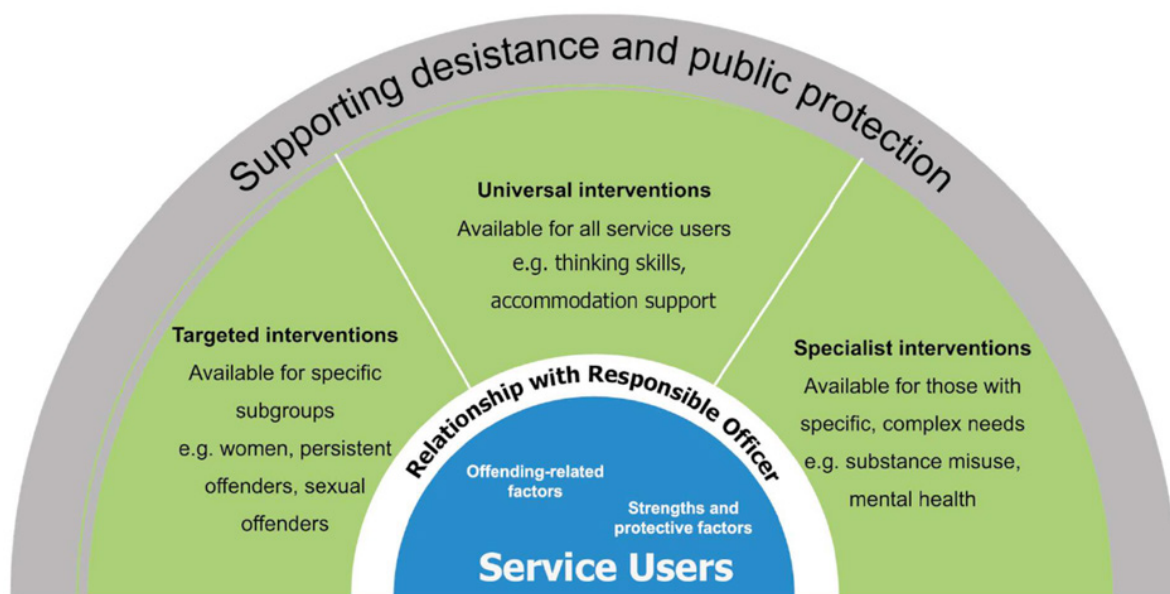 Supporting desistance and public protection
Universal interventions
Available for all service users
e.g. thinking skills,
accommodation support
Targeted interventions
Available for specific
subgroups
e.g. women, persistent
offenders, sexual
offenders
Specialist interventions
Available for those with
specific, complex needs
e.g. substance misuse,
mental health
Relationship with Responsible Officer
Offending-related
factors
Strengths and
protective factors
Service Users